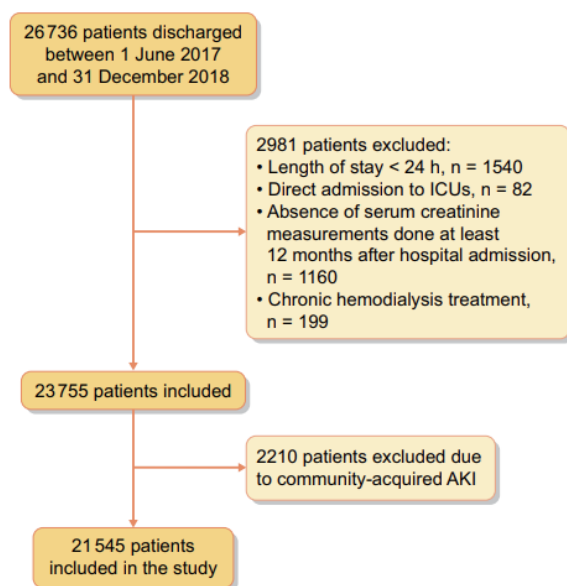 26 736 patients discharged
between 1 June 2017
and 31 December 2018
2981 patients excluded:
• Length of stay < 24 h, n = 1540
• Direct admission to ICUs, n = 82
• Absence of serum creatinine
measurements done at least
12 months after hospital admission,
n = 1160
• Chronic hemodialysis treatment,
n = 199
23 755 patients included
2210 patients excluded due
to community-acquired AKI
21 545 patients
included in the study